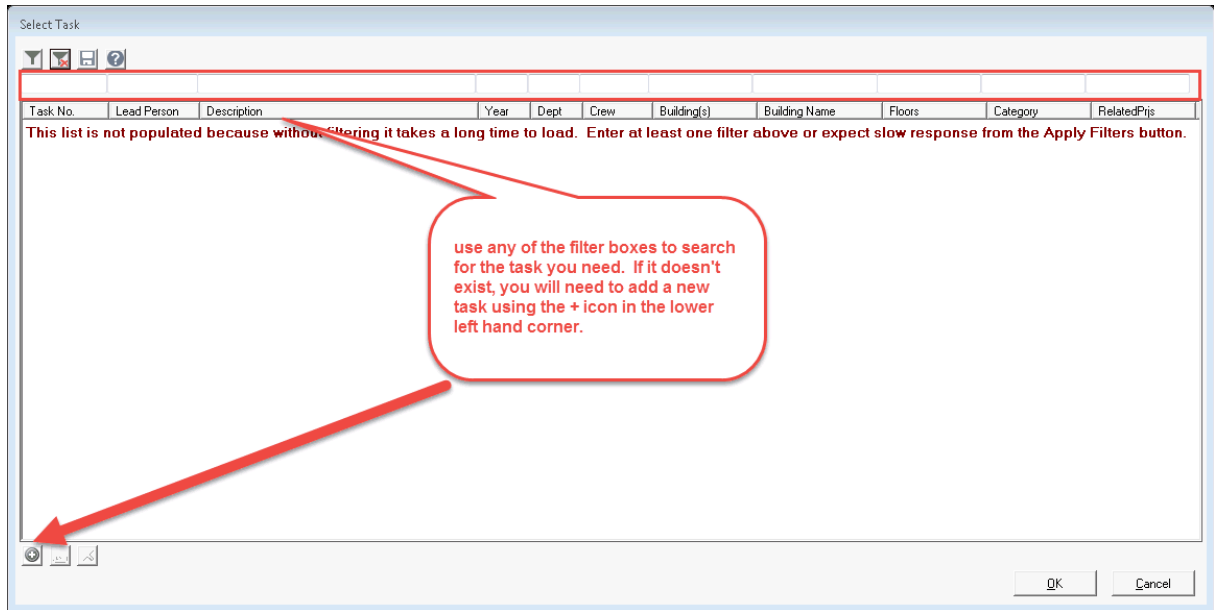 Select Task
Task No. Lead Person Description Year Dept Crew Building(s) Building Name Floors Category RelatedPrjs
This list is not populated because without filtering it takes a long time to load. Enter at least one filter above or expect slow response from the Apply Filters button.
use any of the filter boxes to search
for the task you need. If it doesn't
exist, you will need to add a new
task using the + icon in the lower
left hand corner.
OK Cancel